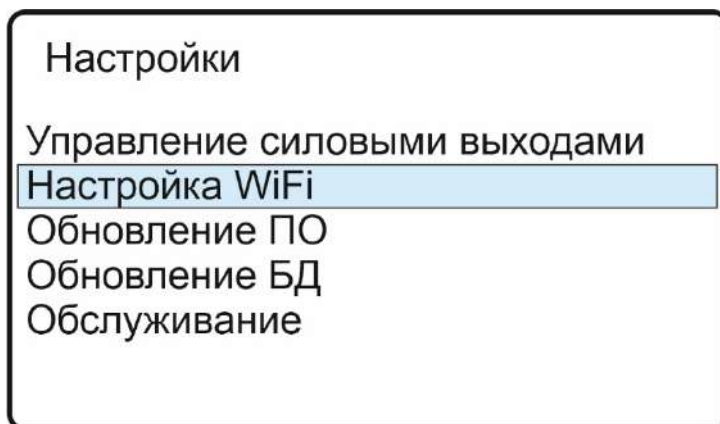 Настройки
Управление силовыми выходами
Настройка WiFi
Обновление ПО
Обновление БД
Обслуживание